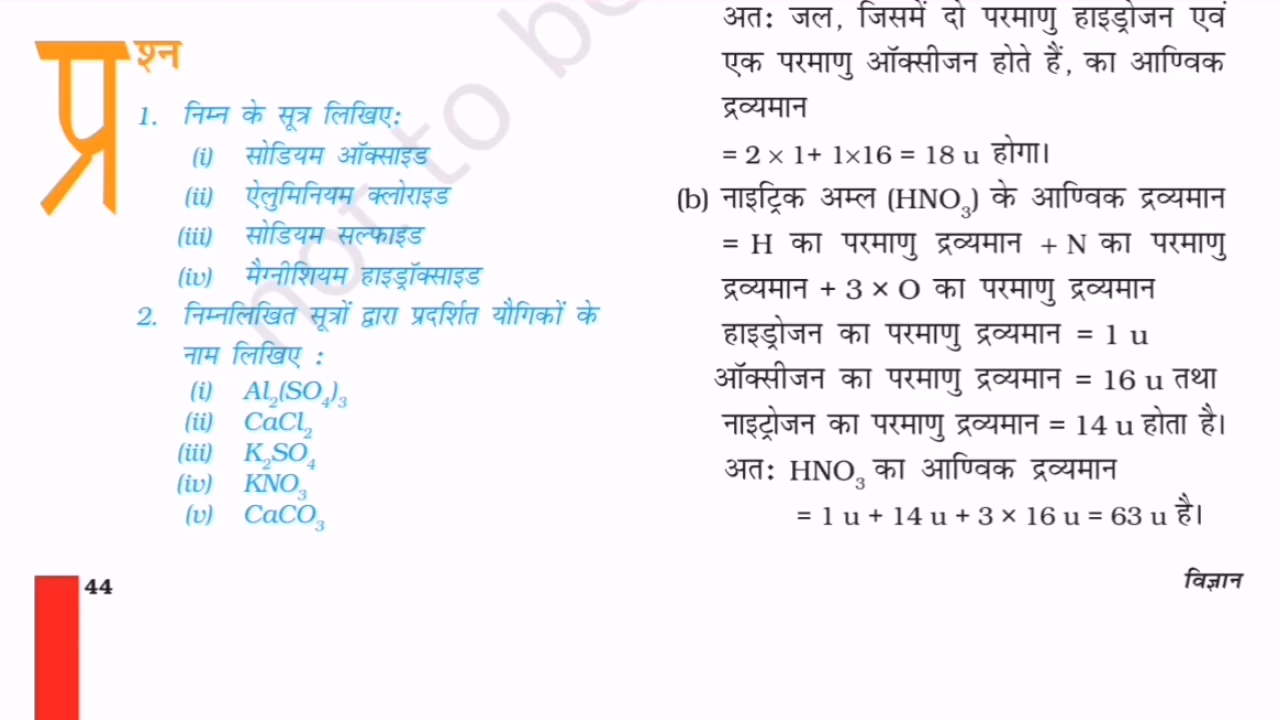 प्रश्न
1. निम्न के सूत्र लिखिए:
(i) सोडियम ऑक्साइड
(ii) ऐलुमिनियम क्लोराइड
(iii) सोडियम सल्फाइड
(iv) मैग्नीशियम हाइड्रॉक्साइड
2. निम्नलिखित सूत्रों द्वारा प्रदर्शित यौगिकों के
नाम लिखिए :
(i) Al₂(SO₄)₃
(ii) CaCl₂
(iii) K₂SO₄
(iv) KNO₃
(v) CaCO₃
44
अत: जल, जिसमें दो परमाणु हाइड्रोजन एवं
एक परमाणु ऑक्सीजन होते हैं, का आण्विक
द्रव्यमान
= 2 × 1+ 1×16 = 18 u होगा।
(b) नाइट्रिक अम्ल (HNO₃) के आण्विक द्रव्यमान
= H का परमाणु द्रव्यमान + N का परमाणु
द्रव्यमान + 3 × O का परमाणु द्रव्यमान
हाइड्रोजन का परमाणु द्रव्यमान = 1 u
ऑक्सीजन का परमाणु द्रव्यमान = 16 u तथा
नाइट्रोजन का परमाणु द्रव्यमान = 14 u होता है।
अत: HNO₃ का आण्विक द्रव्यमान
= 1 u + 14 u + 3 × 16 u = 63 u है।
विज्ञान
not to be